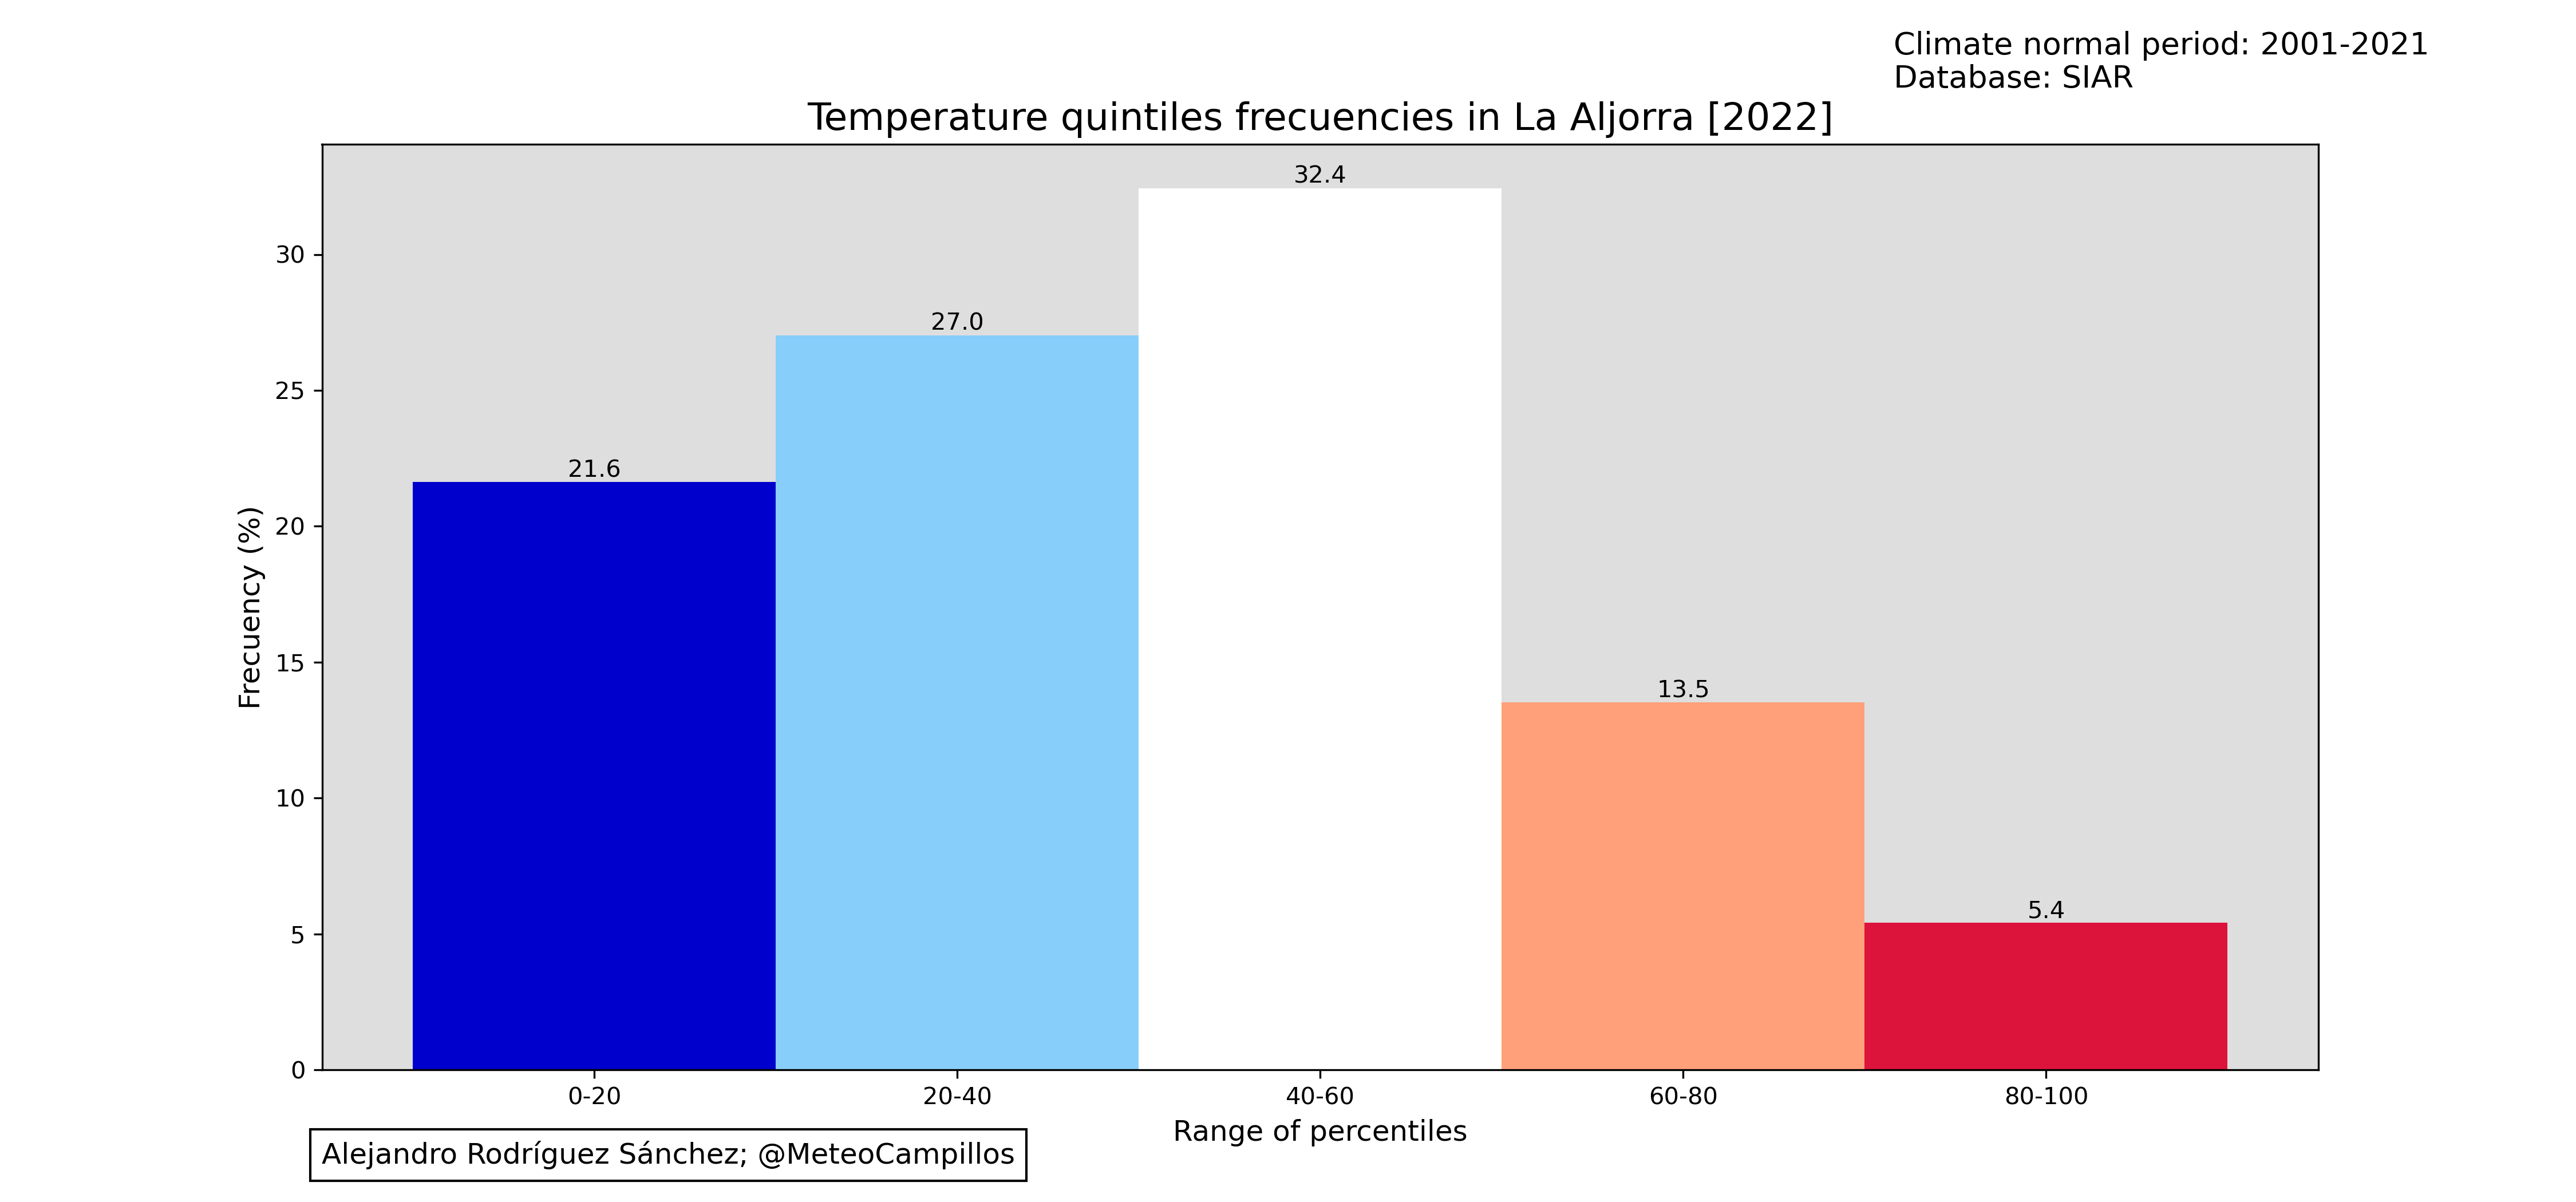 Climate normal period: 2001-2021
Database: SIAR
Temperature quintiles frecuencies in La Aljorra [2022]
32.4
27.0
21.6
13.5
5.4
Frecuency (%)
30
25
20
15
10
5
0
0-20
20-40
40-60
60-80
80-100
Range of percentiles
Alejandro Rodríguez Sánchez; @MeteoCampillos